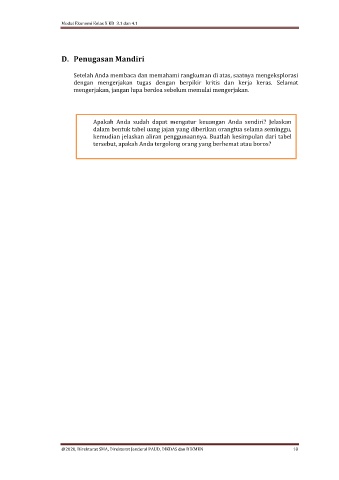 Modul Ekonomi Kelas X KD 3.1 dan 4.1
D. Penugasan Mandiri
Setelah Anda membaca dan memahami rangkuman di atas, saatnya mengeksplorasi
dengan mengerjakan tugas dengan berpikir kritis dan kerja keras. Selamat
mengerjakan, jangan lupa berdoa sebelum memulai mengerjakan.
Apakah Anda sudah dapat mengatur keuangan Anda sendiri? Jelaskan
dalam bentuk tabel uang jajan yang diberikan orangtua selama seminggu,
kemudian jelaskan aliran penggunaannya. Buatlah kesimpulan dari tabel
tersebut, apakah Anda tergolong orang yang berhemat atau boros?
@2020, Direktorat SMA, Direktorat Jenderal PAUD, DIKDAS dan DIKMEN